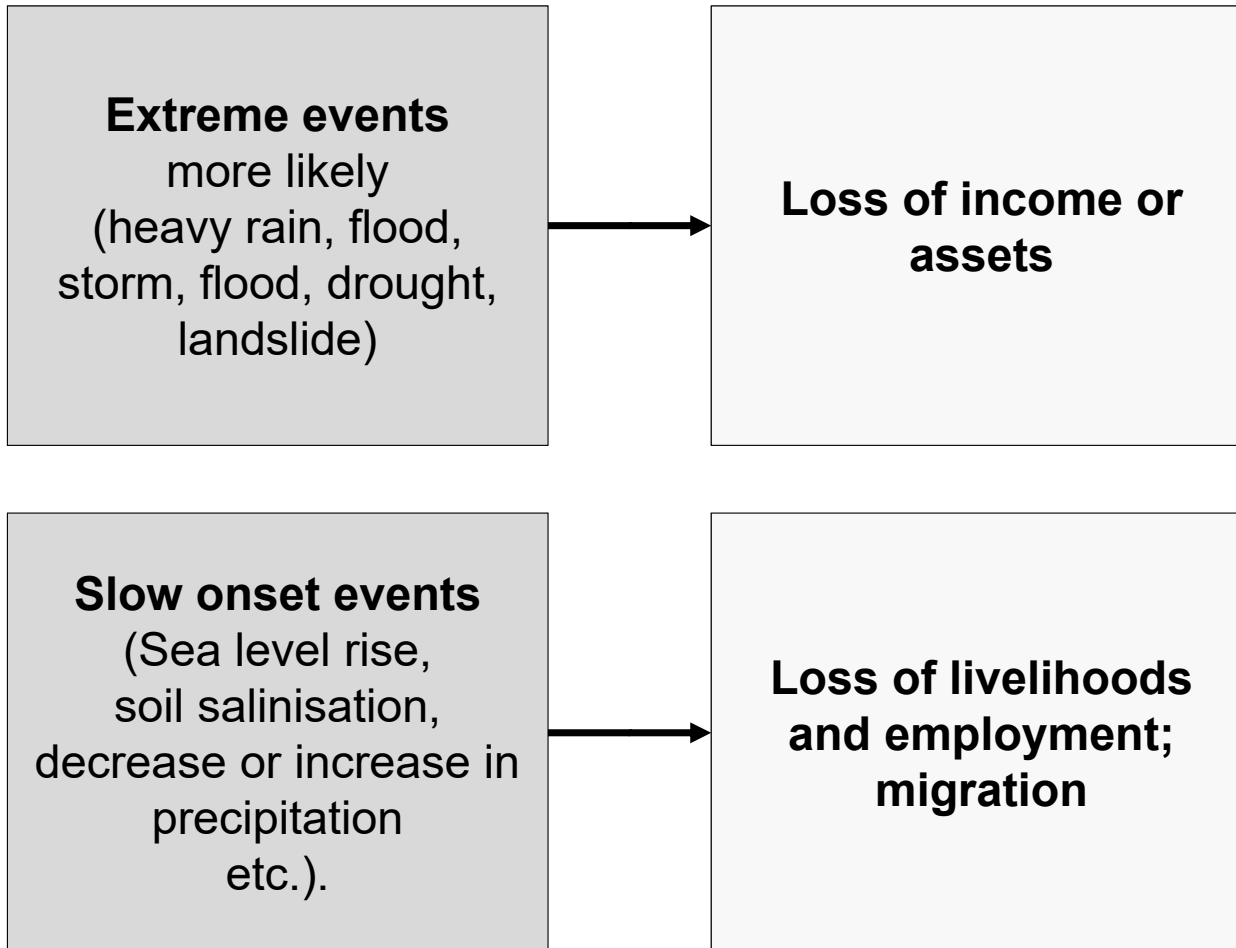 Extreme events
more likely
(heavy rain, flood,
storm, flood, drought,
landslide)
Loss of income or
assets
Slow onset events
(Sea level rise,
soil salinisation,
decrease or increase in
precipitation
etc.).
Loss of livelihoods
and employment;
migration